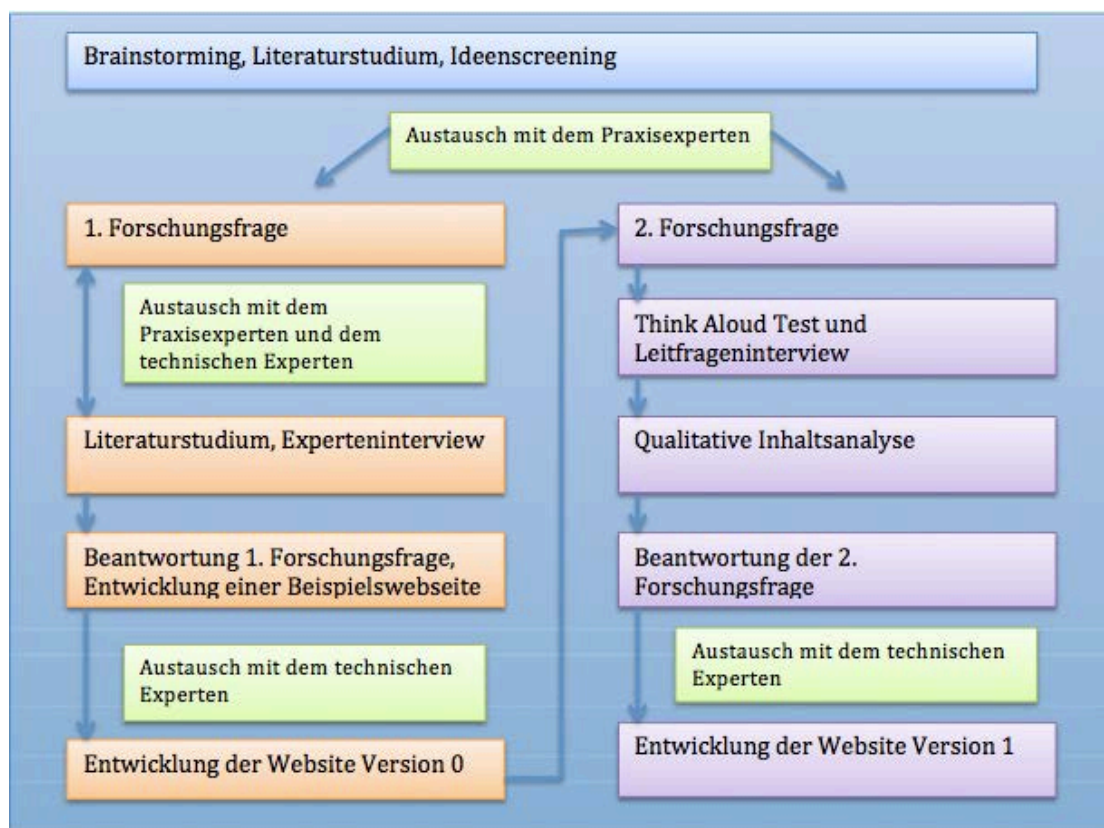 Brainstorming, Literaturstudium, Ideenscreening
Austausch mit dem Praxisexperten
1. Forschungsfrage
Austausch mit dem
Praxisexperten und dem
technischen Experten
Literaturstudium, Experteninterview
Beantwortung 1. Forschungsfrage,
Entwicklung einer Beispielswebseite
Austausch mit dem technischen
Experten
Entwicklung der Website Version 0
2. Forschungsfrage
Think Aloud Test und
Leitfrageninterview
Qualitative Inhaltsanalyse
Beantwortung der 2.
Forschungsfrage
Austausch mit dem technischen
Experten
Entwicklung der Website Version 1